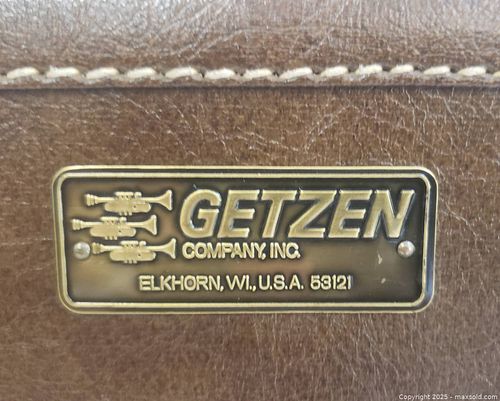 GETZEN
COMPANY, INC.
ELKHORN, WI., U.S.A. 53121
Copyright 2025 - maxsold.com